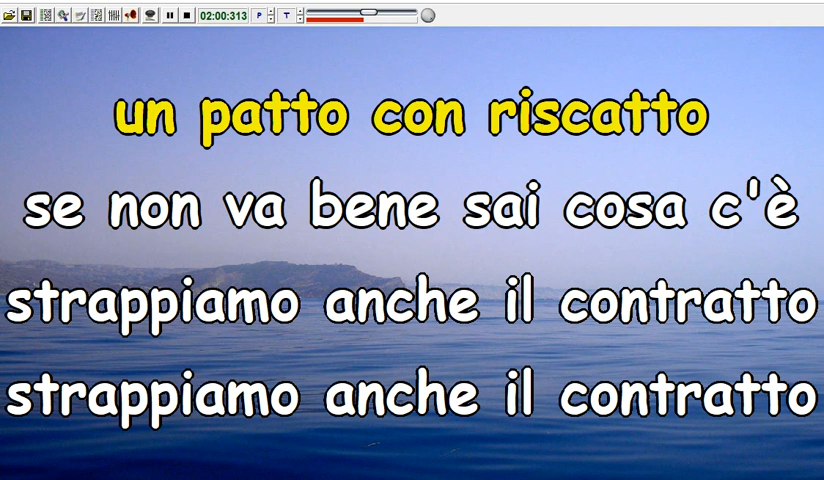 02:00:313 P T
un patto con riscatto
se non va bene sai cosa c'è
strappiamo anche il contratto
strappiamo anche il contratto